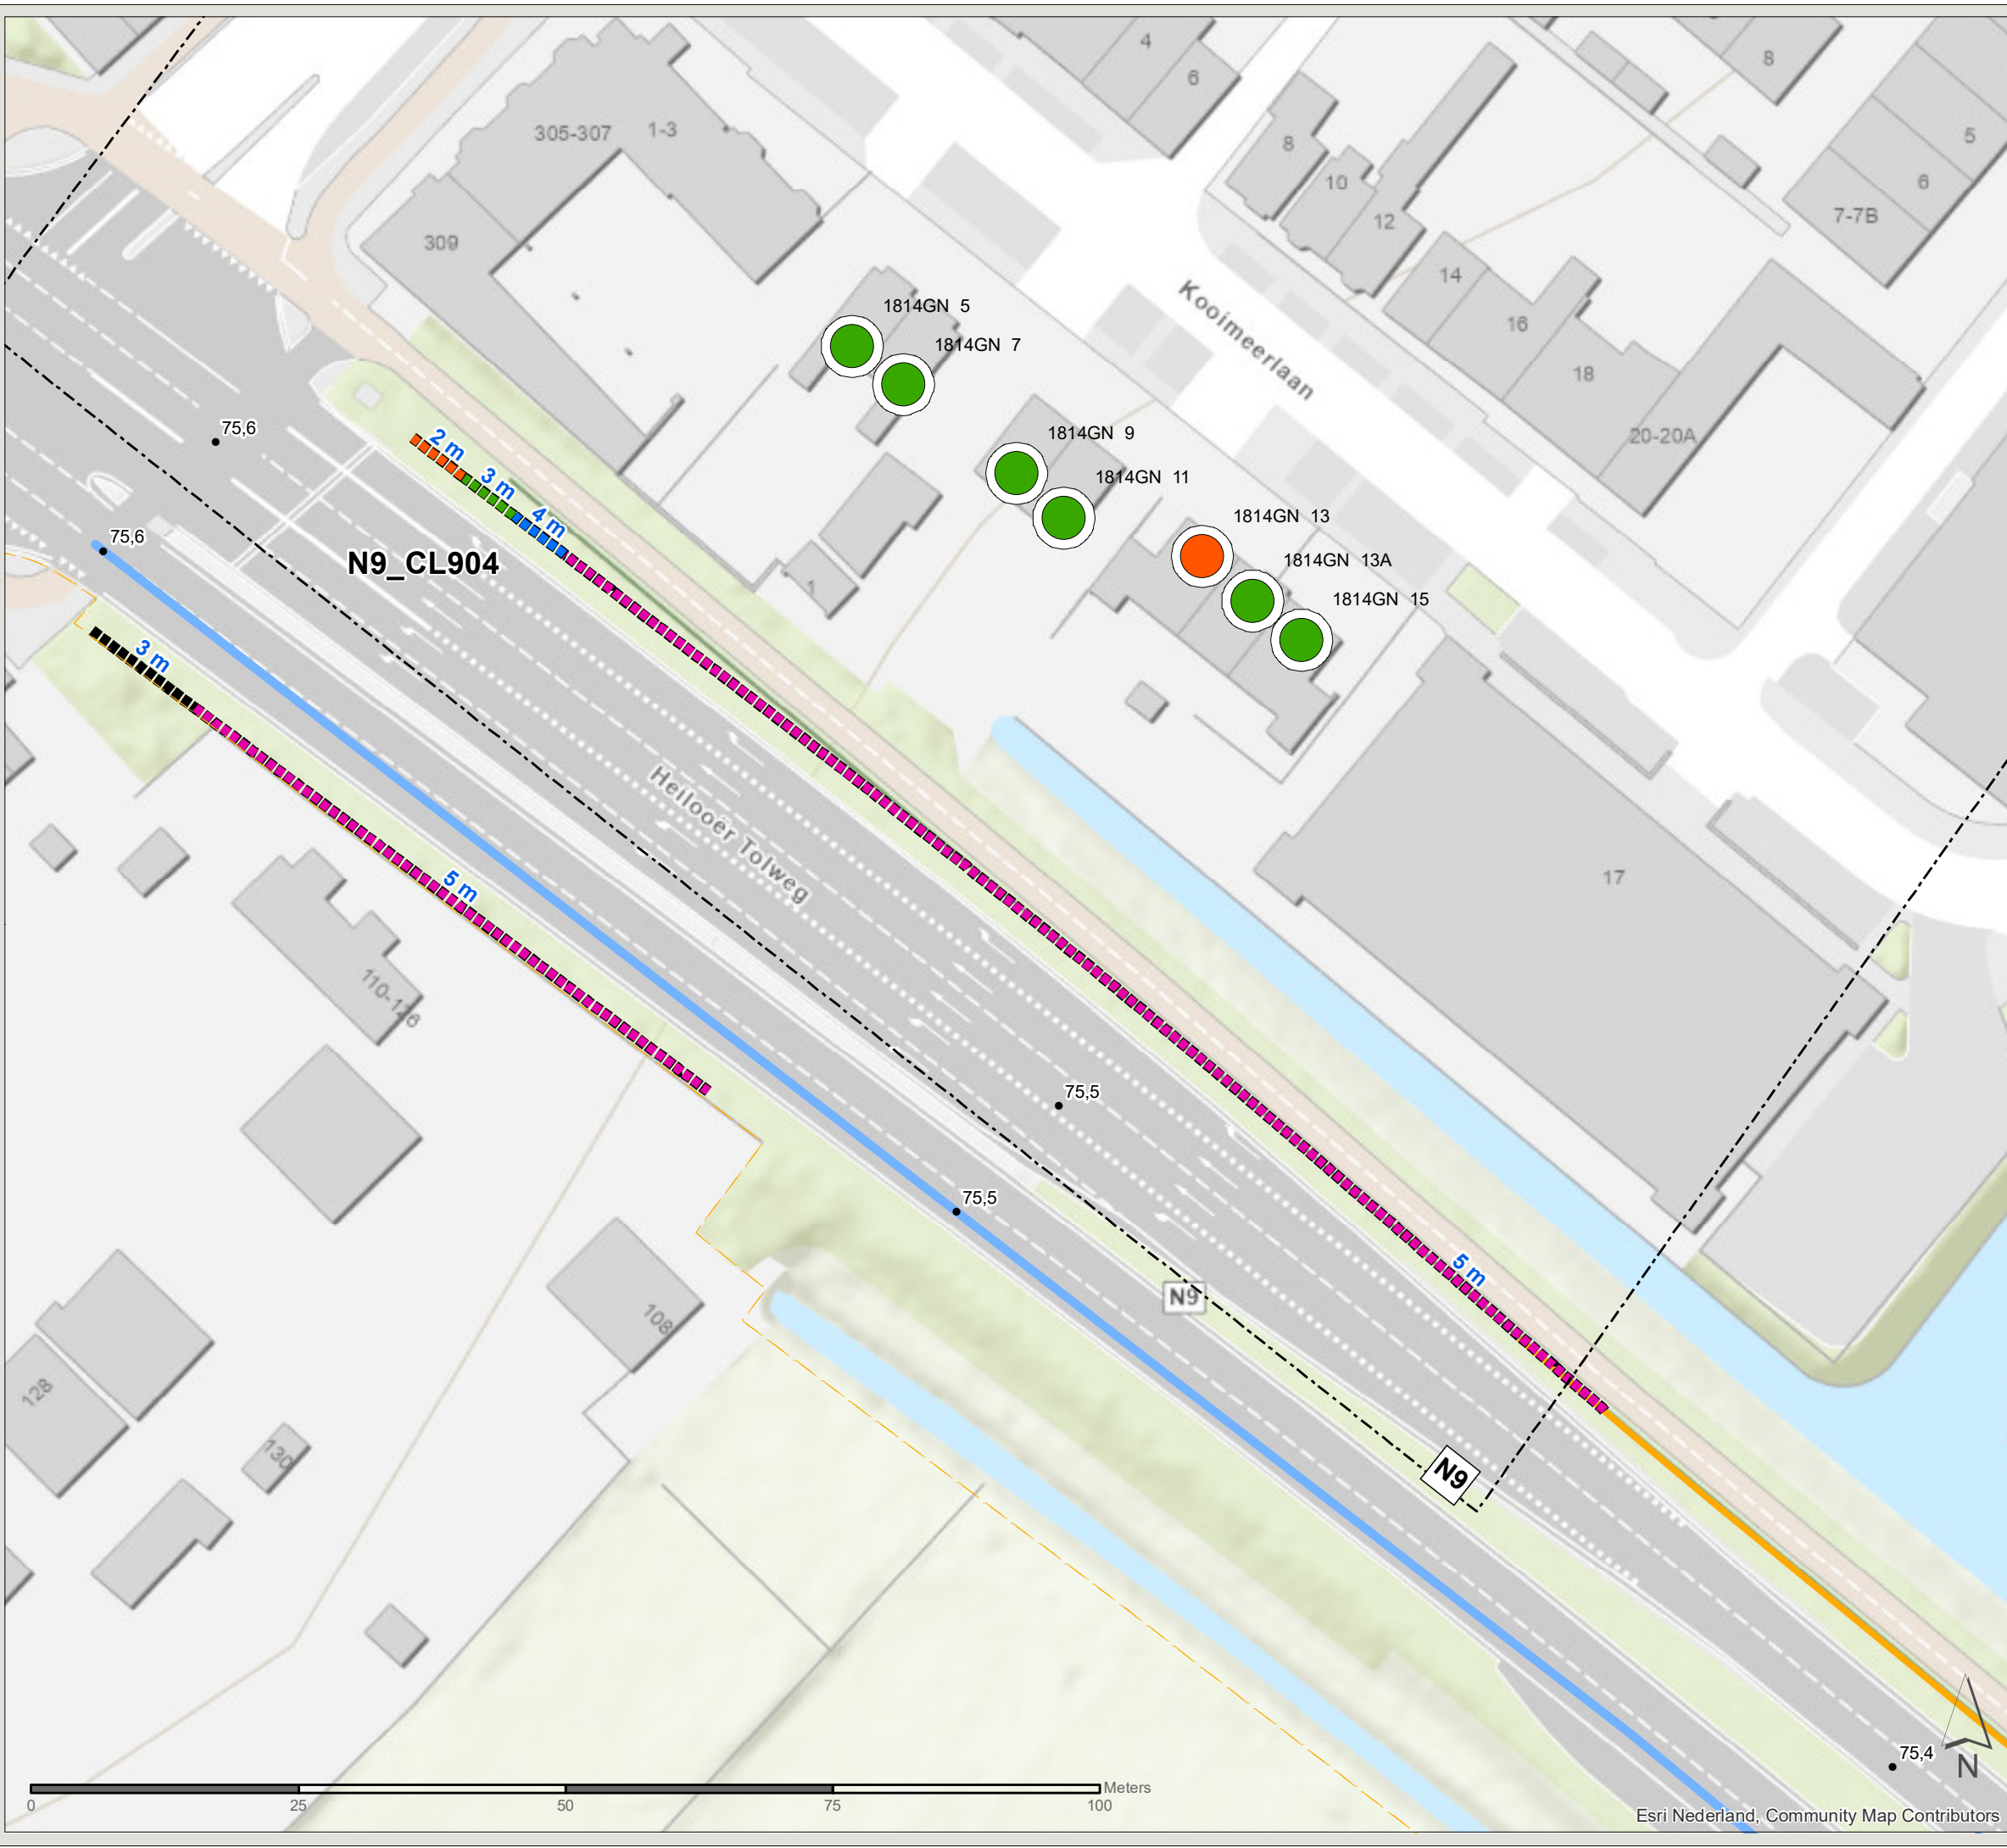 4
6
8
305-307
1-3
5
8
10
6
7-7B
12
309
14
1814GN 5
Kooimeerlaan
16
1814GN 7
18
75,6
2 m
1814GN 9
20-20A
3 m
1814GN 11
4 m
1814GN 13
75,6
N9_CL904
1814GN 13A
1
1814GN 15
3 m
Heilooër Tolweg
5 m
17
110-126
75,5
75,5
5 m
N9
108
128
130
N9
75,4
N
Meters
0
25
50
75
100
Esri Nederland, Community Map Contributors